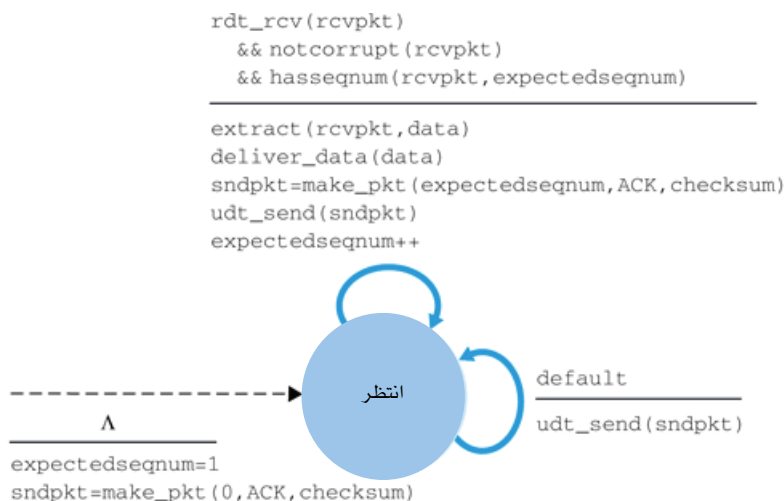 rdt_rcv(rcvpkt)
&& notcorrupt(rcvpkt)
&& hasseqnum(rcvpkt,expectedseqnum)
extract(rcvpkt,data)
deliver_data(data)
sndpkt=make_pkt(expectedseqnum,ACK,checksum)
udt_send(sndpkt)
expectedseqnum++
انتظر
default
udt_send(sndpkt)
Λ
expectedseqnum=1
sndpkt=make_pkt(0,ACK,checksum)